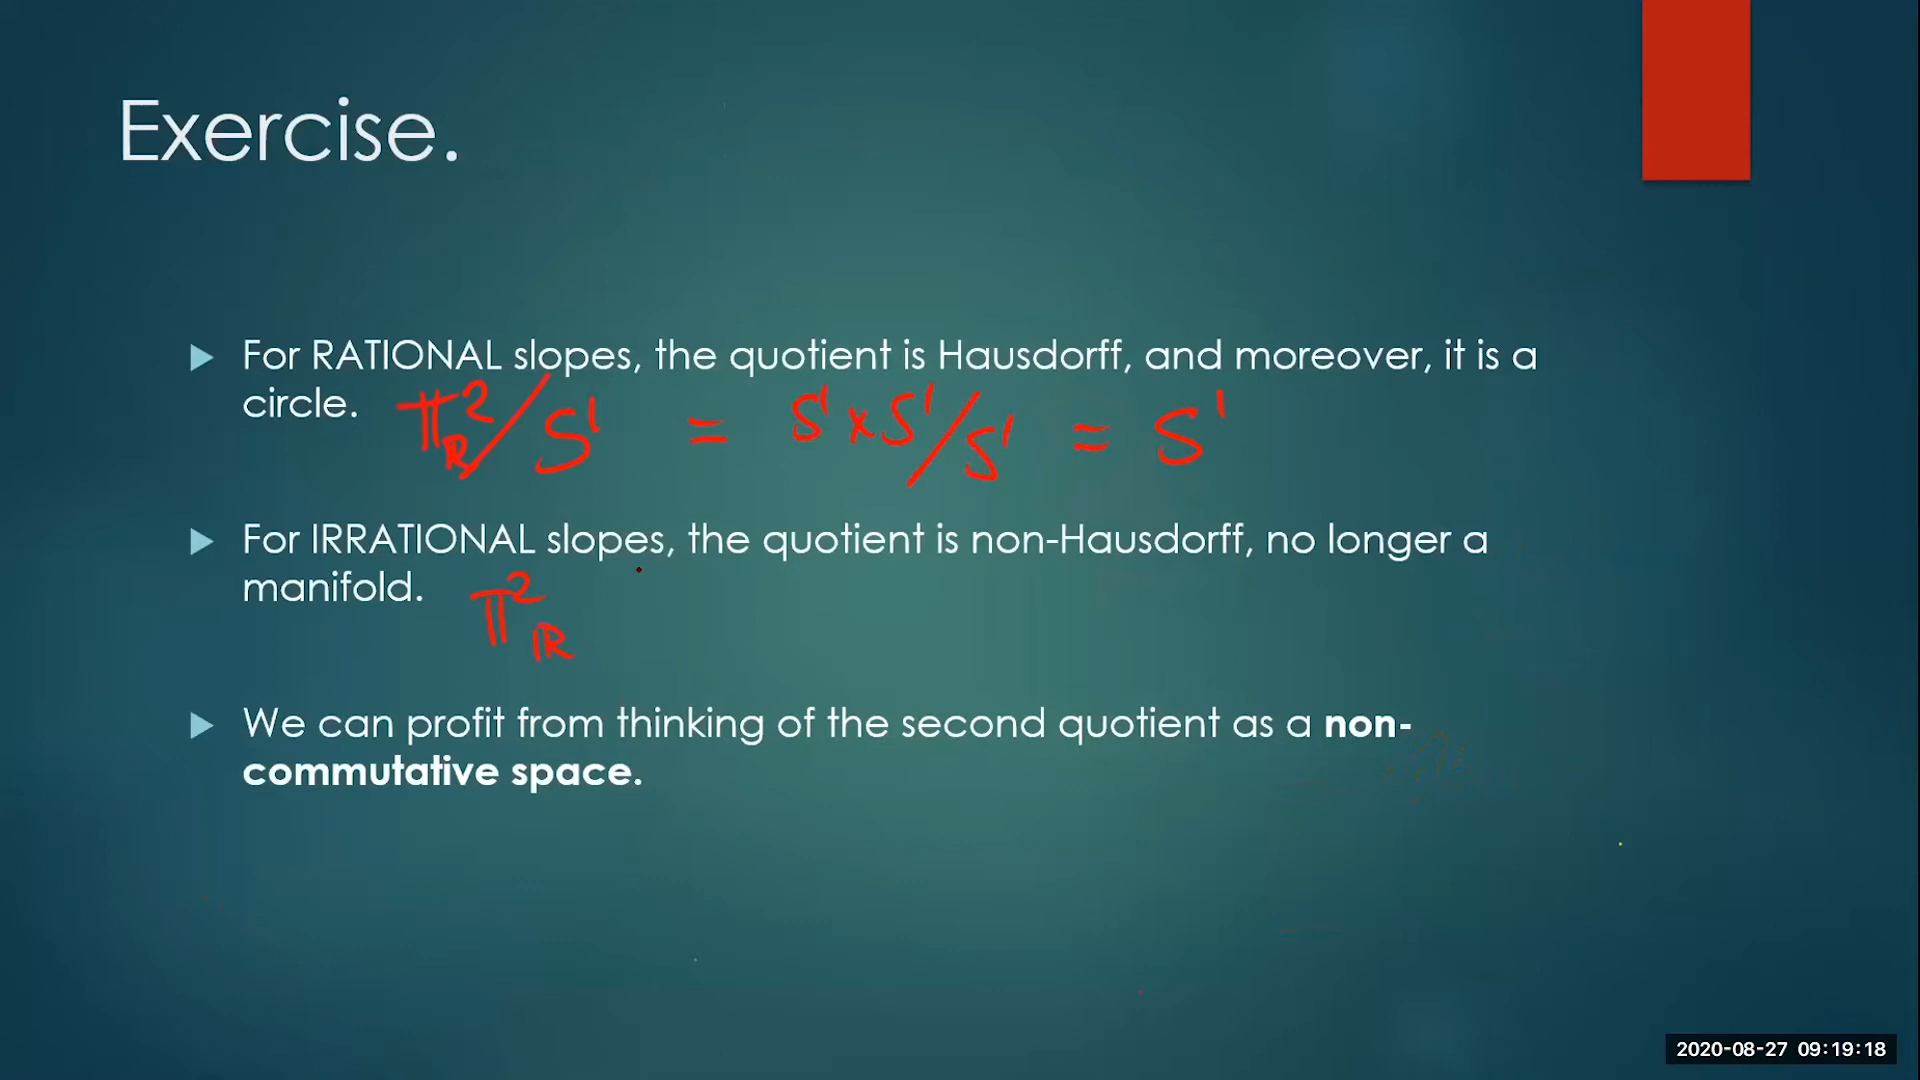 Exercise.
For RATIONAL slopes, the quotient is Hausdorff, and moreover, it is a
circle. 𝕋²_ℝ / S¹ = S¹ × S¹ / S¹ = S¹
For IRRATIONAL slopes, the quotient is non-Hausdorff, no longer a
manifold. 𝕋²_ℝ
We can profit from thinking of the second quotient as a non-
commutative space.
2020-08-27 09:19:18